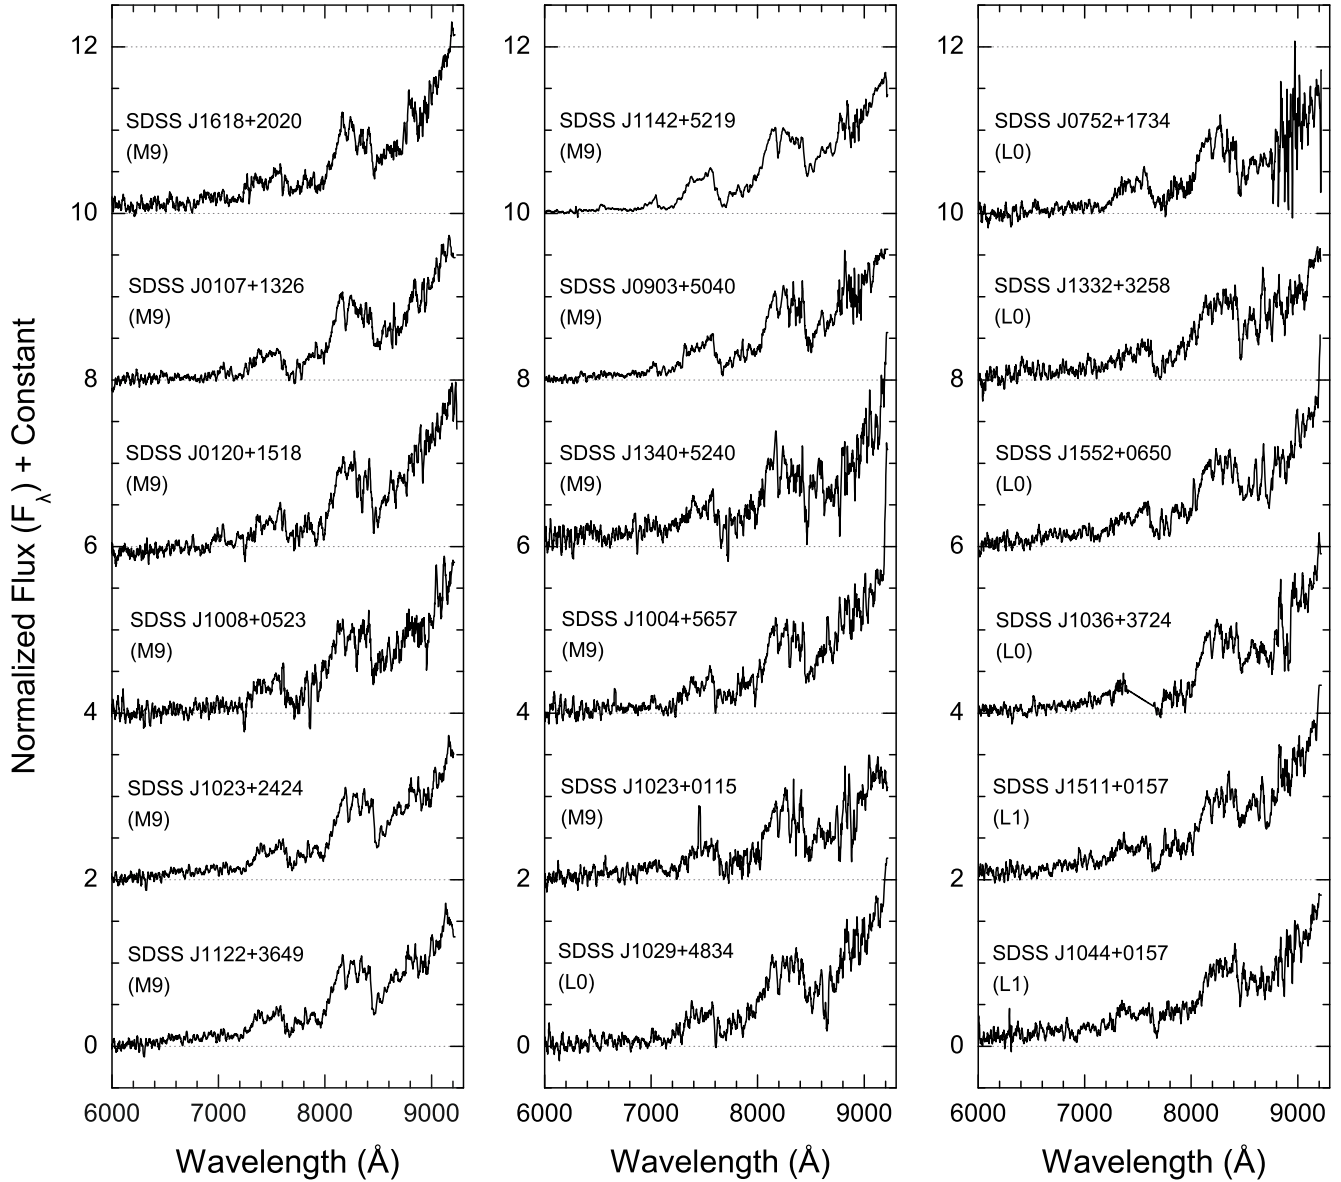 Normalized Flux (Fλ) + Constant
12
10
8
6
4
2
0
SDSS J1618+2020
(M9)
SDSS J0107+1326
(M9)
SDSS J0120+1518
(M9)
SDSS J1008+0523
(M9)
SDSS J1023+2424
(M9)
SDSS J1122+3649
(M9)
6000 7000 8000 9000
Wavelength (Å)
12
10
8
6
4
2
0
SDSS J1142+5219
(M9)
SDSS J0903+5040
(M9)
SDSS J1340+5240
(M9)
SDSS J1004+5657
(M9)
SDSS J1023+0115
(M9)
SDSS J1029+4834
(L0)
6000 7000 8000 9000
Wavelength (Å)
12
10
8
6
4
2
0
SDSS J0752+1734
(L0)
SDSS J1332+3258
(L0)
SDSS J1552+0650
(L0)
SDSS J1036+3724
(L0)
SDSS J1511+0157
(L1)
SDSS J1044+0157
(L1)
6000 7000 8000 9000
Wavelength (Å)